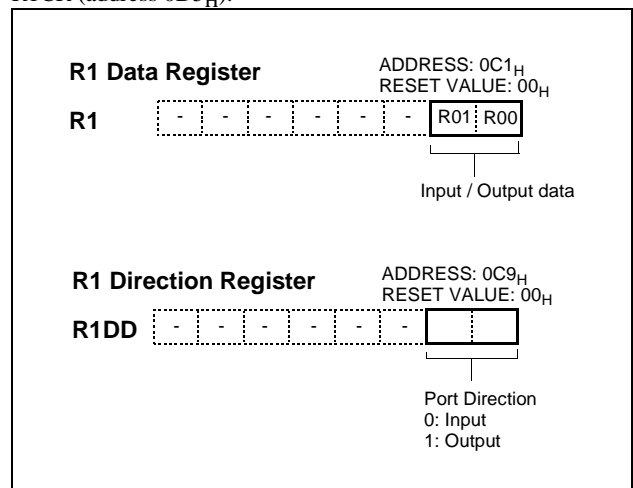 R1 Data Register
ADDRESS: 0C1H
RESET VALUE: 00H
R1 - - - - - - R01 R00
Input / Output data
R1 Direction Register
ADDRESS: 0C9H
RESET VALUE: 00H
R1DD - - - - - -
Port Direction
0: Input
1: Output